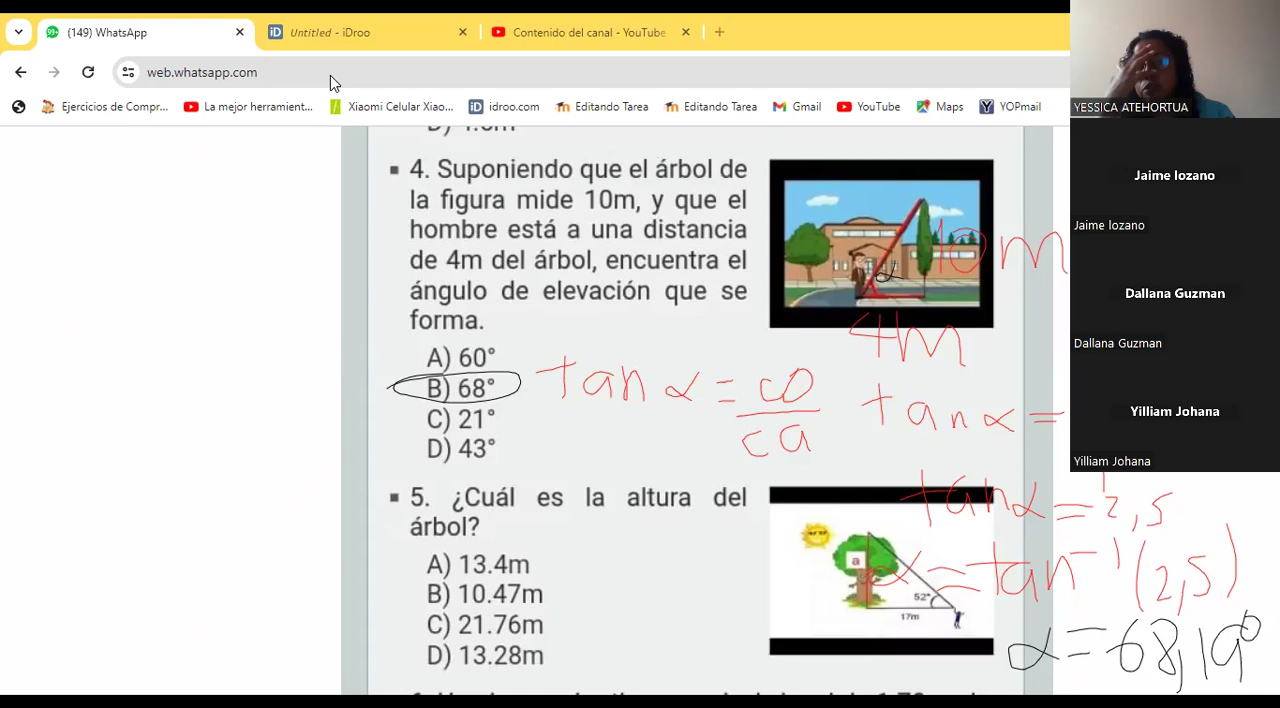 (149) WhatsApp
Untitled - iDroo
Contenido del canal - YouTube
web.whatsapp.com
Ejercicios de Compr...
La mejor herramient...
Xiaomi Celular Xiao...
idroo.com
Editando Tarea
Editando Tarea
Gmail
YouTube
Maps
YOPmail
YESSICA ATEHORTUA
Jaime lozano
Jaime lozano
Dallana Guzman
Dallana Guzman
Yilliam Johana
Yilliam Johana
4. Suponiendo que el árbol de
la figura mide 10m, y que el
hombre está a una distancia
de 4m del árbol, encuentra el
ángulo de elevación que se
forma.
A) 60°
B) 68°
C) 21°
D) 43°
α
10m
4m
tan α = co
ca
tan α =
tan α = 2,5
α = tan⁻¹(2,5)
α = 68,19°
5. ¿Cuál es la altura del
árbol?
A) 13.4m
B) 10.47m
C) 21.76m
D) 13.28m
a
52°
17m